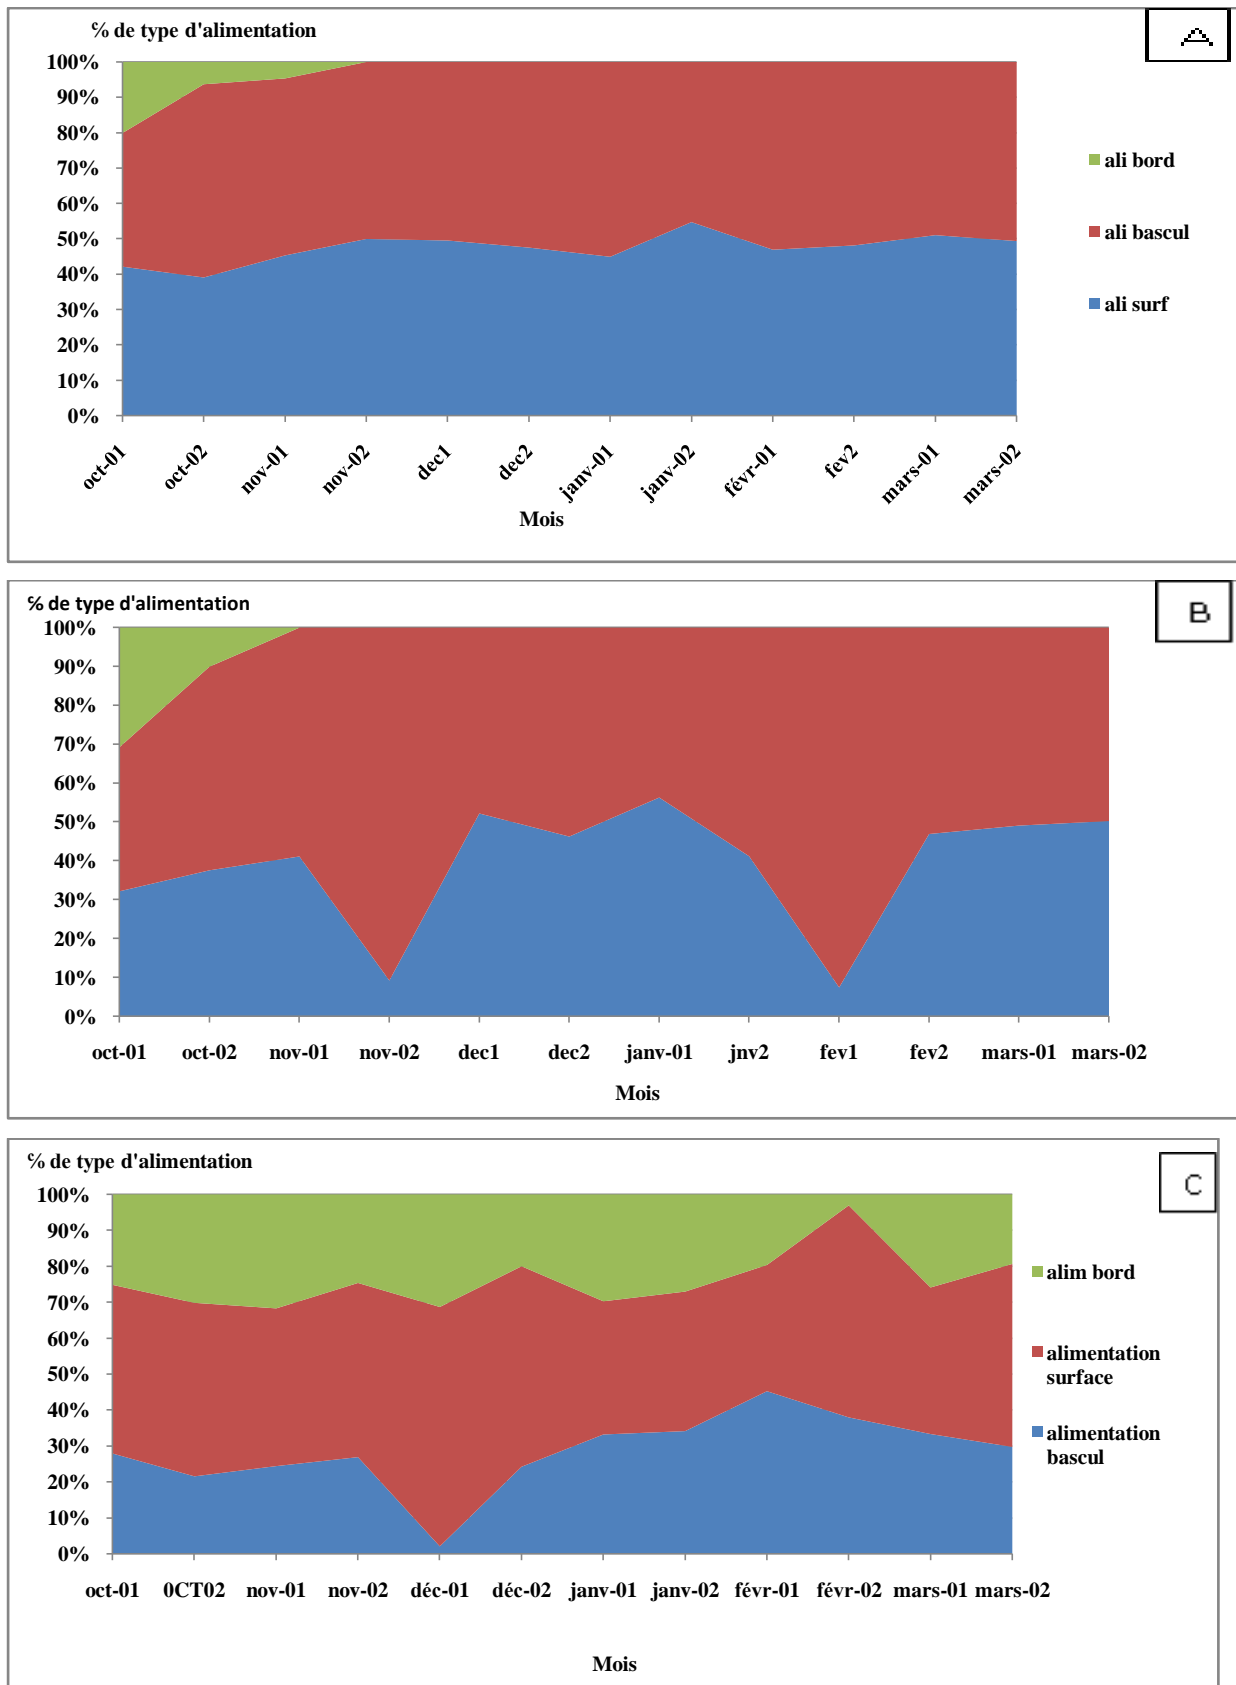 % de type d'alimentation
A
100%
90%
80%
70%
60%
50%
40%
30%
20%
10%
0%
oct-01 oct-02 nov-01 nov-02 dec1 dec2 janv-01 janv-02 févr-01 fev2 mars-01 mars-02
Mois
ali bord
ali bascul
ali surf
% de type d'alimentation
B
100%
90%
80%
70%
60%
50%
40%
30%
20%
10%
0%
oct-01 oct-02 nov-01 nov-02 dec1 dec2 janv-01 jnv2 fev1 fev2 mars-01 mars-02
Mois
% de type d'alimentation
C
100%
90%
80%
70%
60%
50%
40%
30%
20%
10%
0%
oct-01 0CT02 nov-01 nov-02 déc-01 déc-02 janv-01 janv-02 févr-01 févr-02 mars-01 mars-02
Mois
alim bord
alimentation
surface
alimentation
bascul